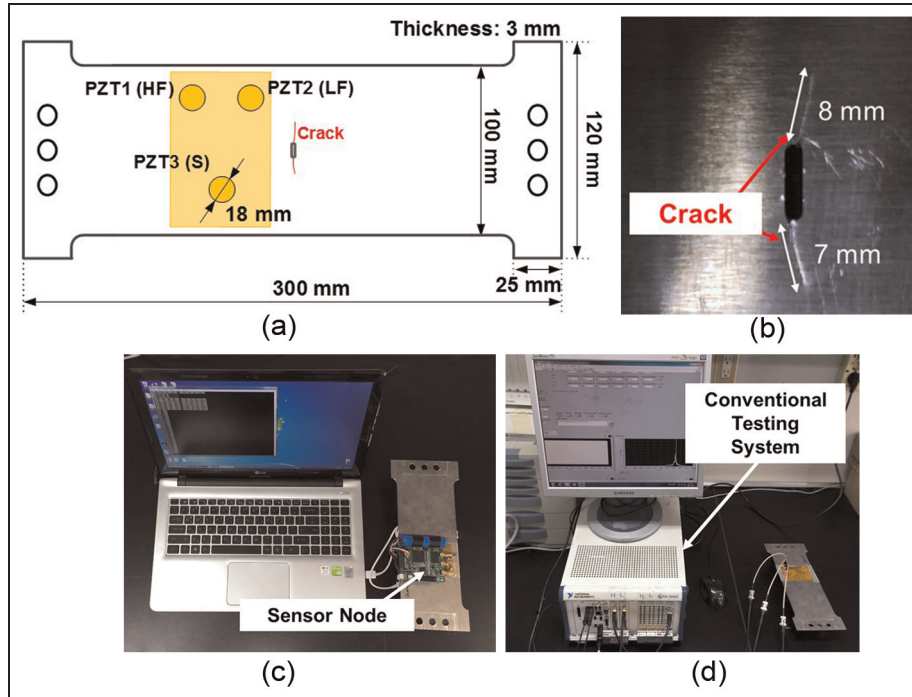 (a)
Thickness: 3 mm
PZT1 (HF)
PZT2 (LF)
Crack
PZT3 (S)
18 mm
100 mm
120 mm
25 mm
300 mm
(b)
8 mm
Crack
7 mm
(c)
Sensor Node
(d)
Conventional
Testing
System
SAMSUNG